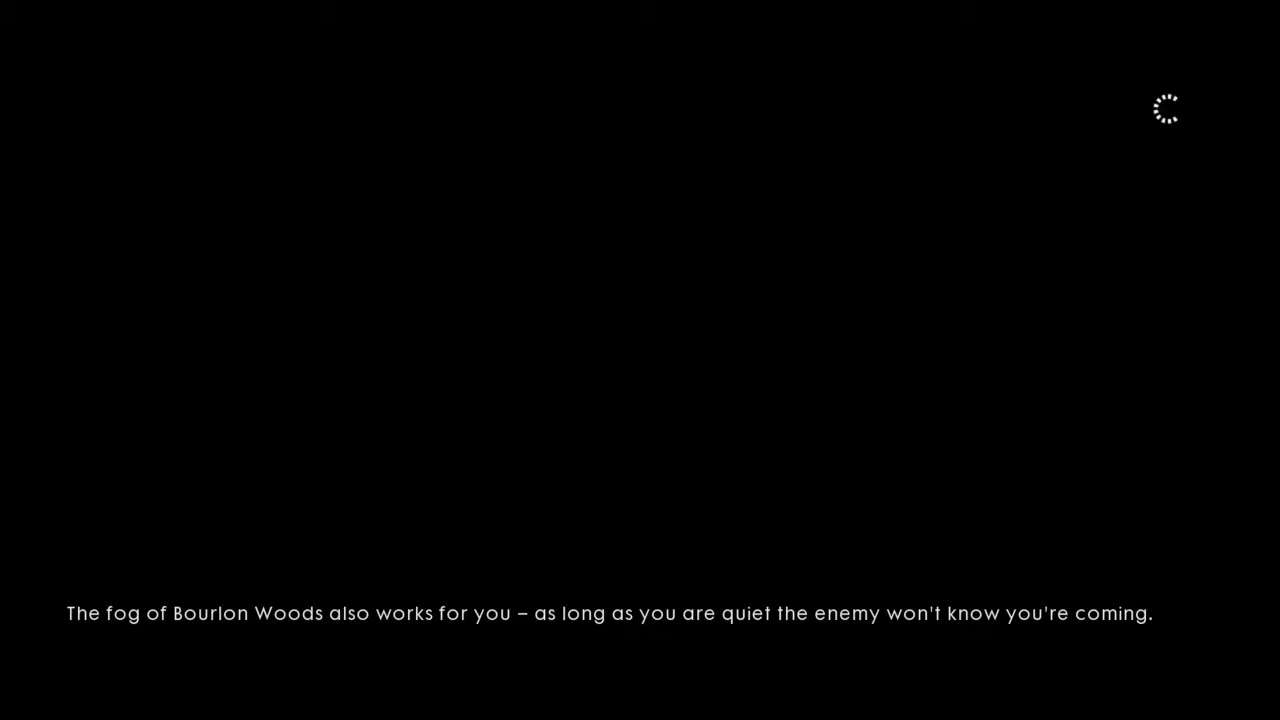 The fog of Bourlon Woods also works for you – as long as you are quiet the enemy won't know you're coming.